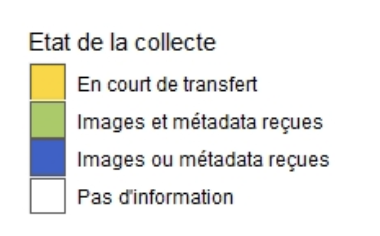 Etat de la collecte
En court de transfert
Images et métadata reçues
Images ou métadata reçues
Pas d'information